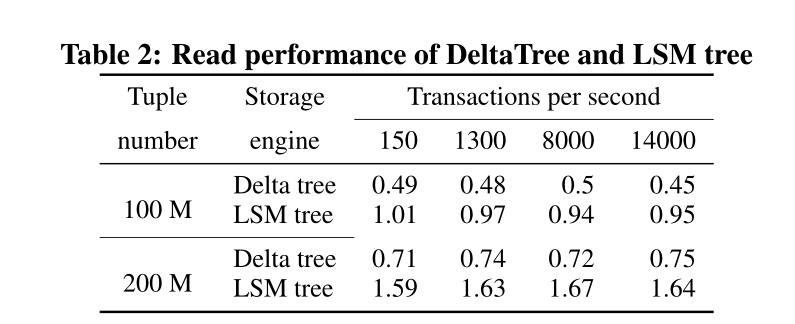 Table 2: Read performance of DeltaTree and LSM tree
Tuple Storage Transactions per second
number engine 150 1300 8000 14000
Delta tree 0.49 0.48 0.5 0.45
100 M
LSM tree 1.01 0.97 0.94 0.95
Delta tree 0.71 0.74 0.72 0.75
200 M
LSM tree 1.59 1.63 1.67 1.64